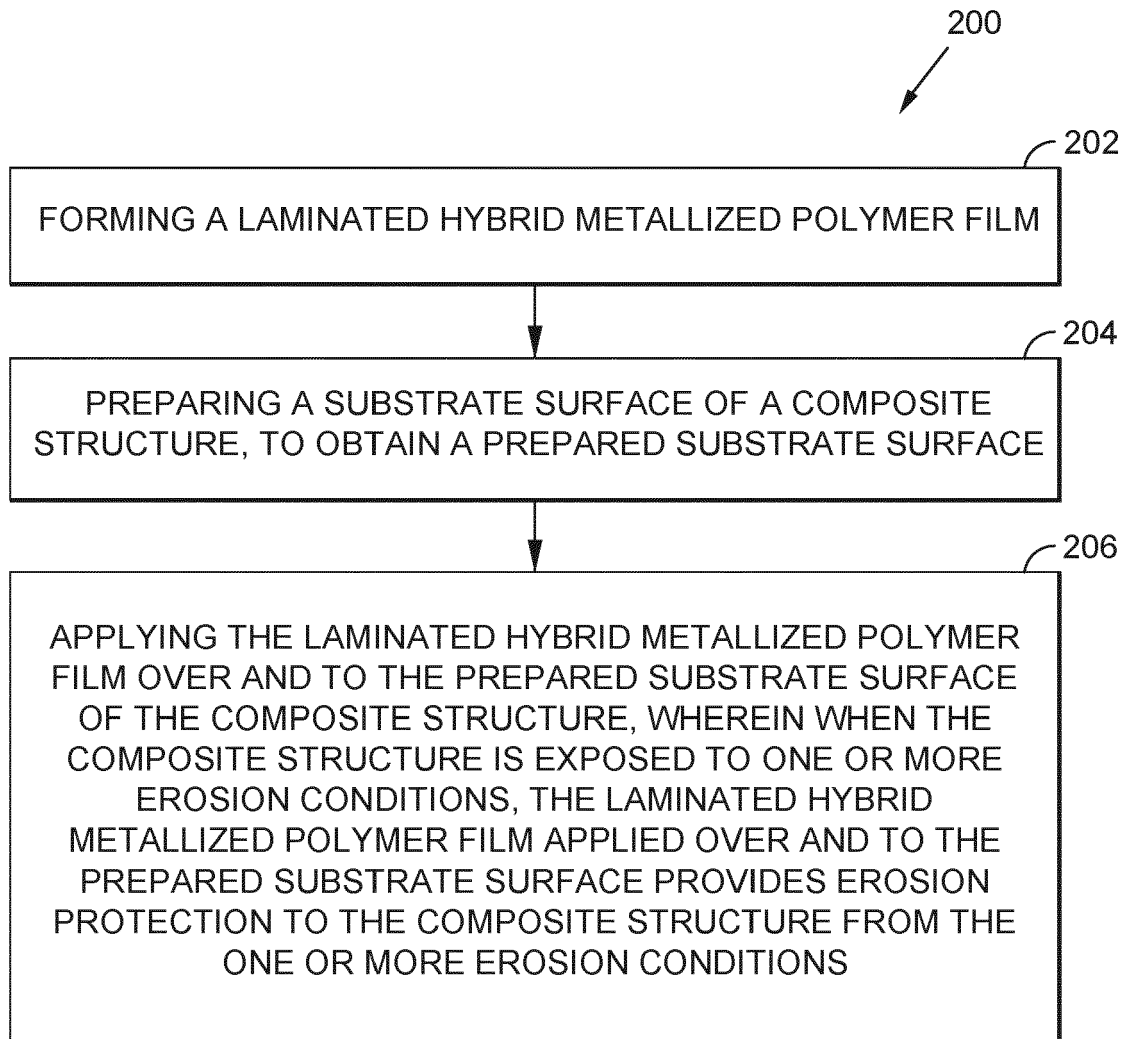 200
202
FORMING A LAMINATED HYBRID METALLIZED POLYMER FILM
204
PREPARING A SUBSTRATE SURFACE OF A COMPOSITE
STRUCTURE, TO OBTAIN A PREPARED SUBSTRATE SURFACE
206
APPLYING THE LAMINATED HYBRID METALLIZED POLYMER
FILM OVER AND TO THE PREPARED SUBSTRATE SURFACE
OF THE COMPOSITE STRUCTURE, WHEREIN WHEN THE
COMPOSITE STRUCTURE IS EXPOSED TO ONE OR MORE
EROSION CONDITIONS, THE LAMINATED HYBRID
METALLIZED POLYMER FILM APPLIED OVER AND TO THE
PREPARED SUBSTRATE SURFACE PROVIDES EROSION
PROTECTION TO THE COMPOSITE STRUCTURE FROM THE
ONE OR MORE EROSION CONDITIONS